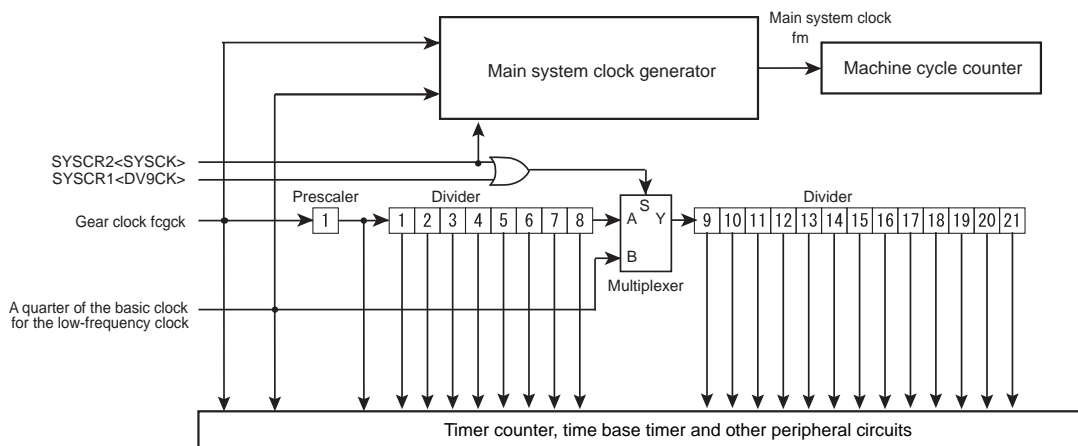 Main system clock
fm
Main system clock generator
Machine cycle counter
SYSCR2<SYSCK>
SYSCR1<DV9CK>
Prescaler
Divider
Divider
Gear clock fcgck
1
1 2 3 4 5 6 7 8
A S Y
B
9 10 11 12 13 14 15 16 17 18 19 20 21
Multiplexer
A quarter of the basic clock
for the low-frequency clock
Timer counter, time base timer and other peripheral circuits